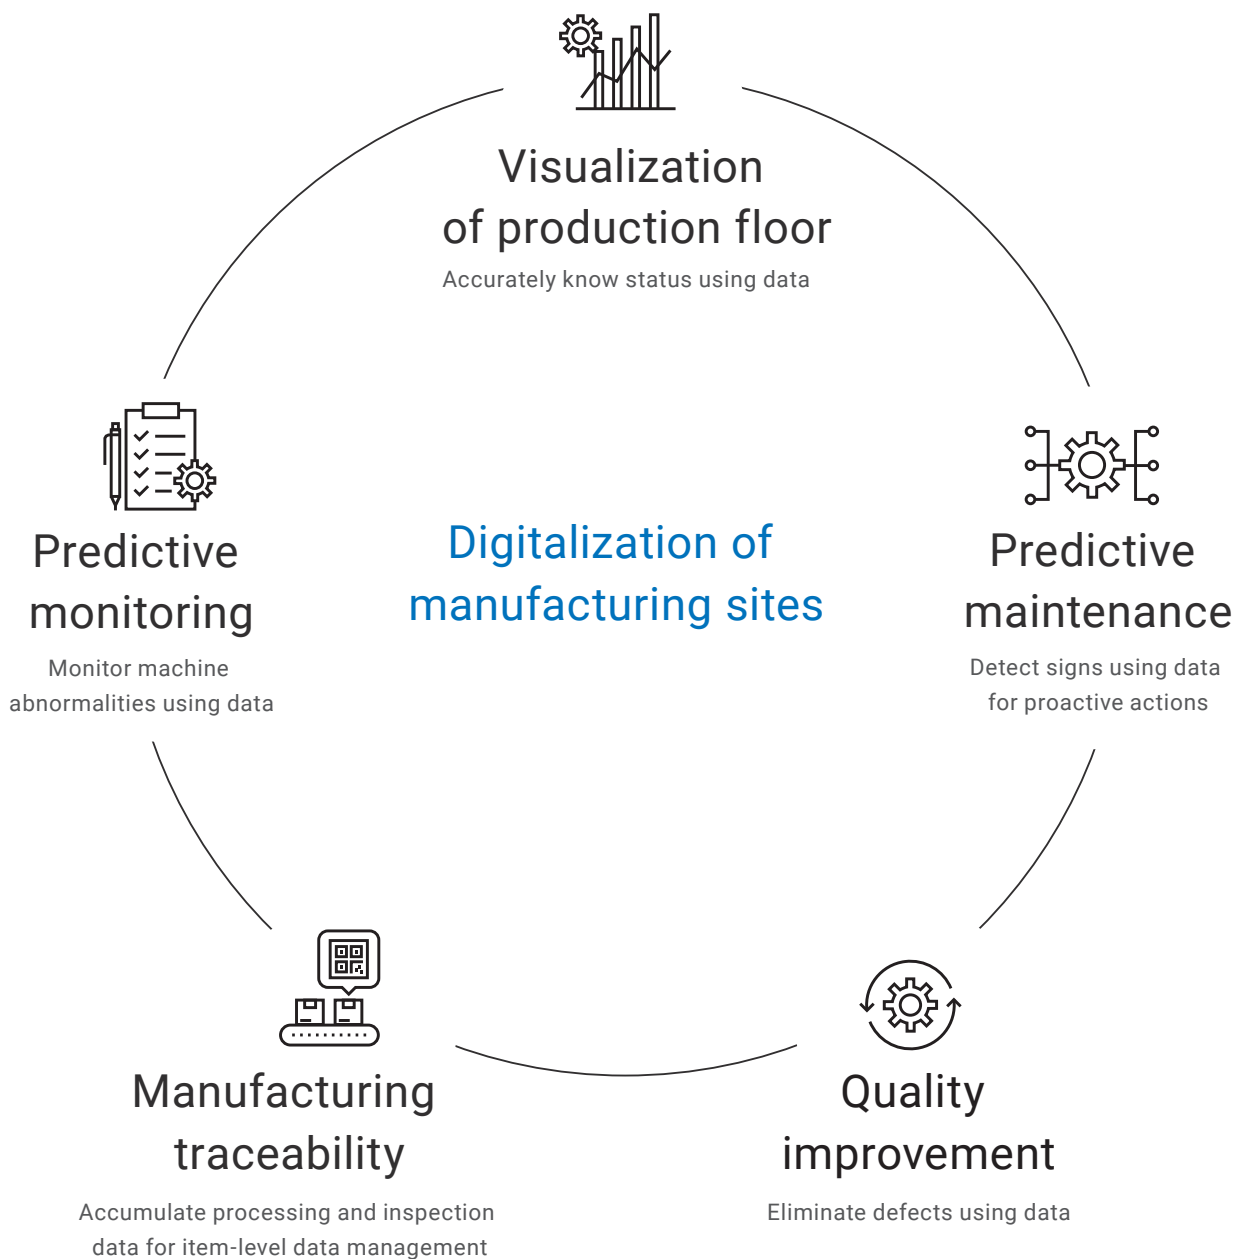 Visualization
of production floor
Accurately know status using data
Predictive
monitoring
Monitor machine
abnormalities using data
Digitalization of
manufacturing sites
Predictive
maintenance
Detect signs using data
for proactive actions
Manufacturing
traceability
Accumulate processing and inspection
data for item-level data management
Quality
improvement
Eliminate defects using data